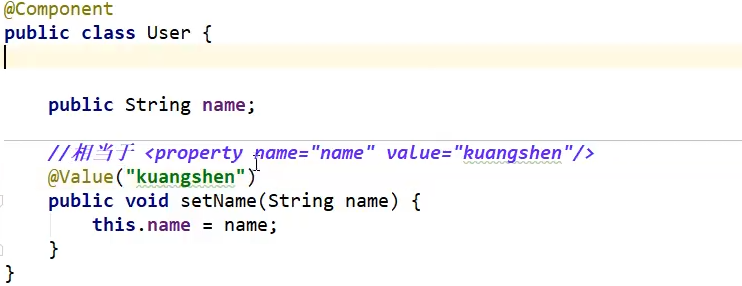 @Component
public class User {
public String name;
//相当于 <property name="name" value="kuangshen"/>
@Value("kuangshen")
public void setName(String name) {
this.name = name;
}
}